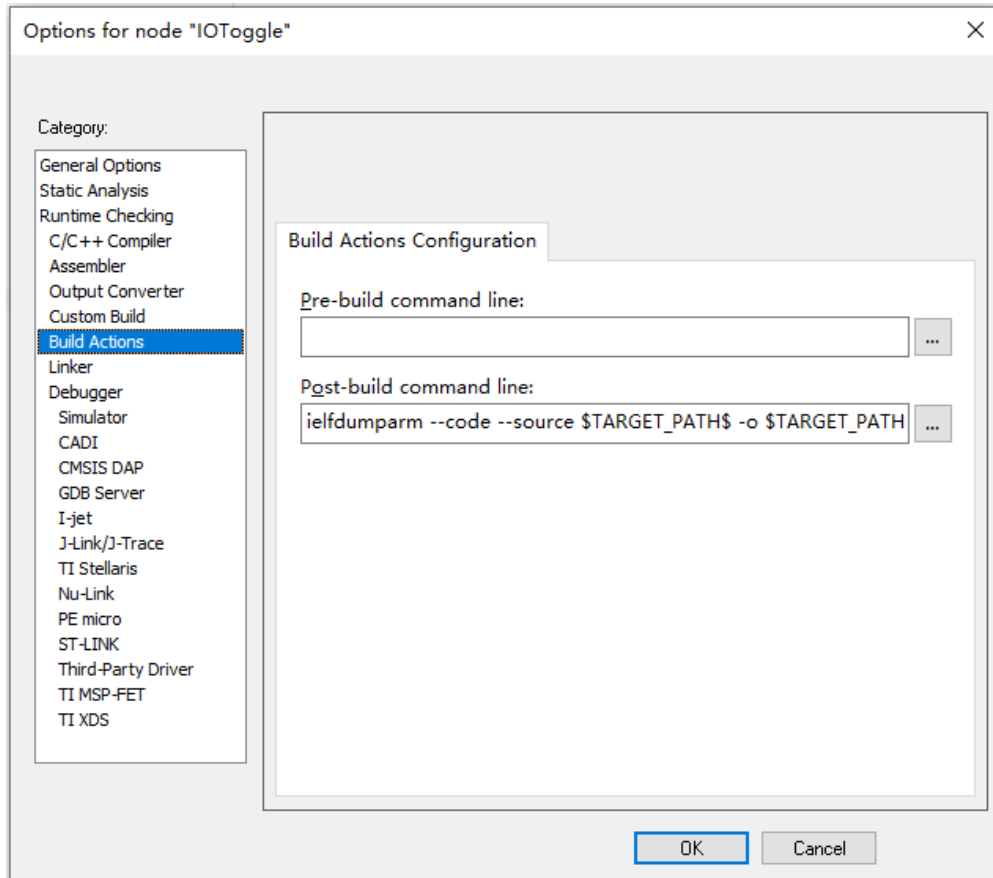 Options for node "IOToggle"
Category:
General Options
Static Analysis
Runtime Checking
C/C++ Compiler
Assembler
Output Converter
Custom Build
Build Actions
Linker
Debugger
Simulator
CADI
CMSIS DAP
GDB Server
I-jet
J-Link/J-Trace
TI Stellaris
Nu-Link
PE micro
ST-LINK
Third-Party Driver
TI MSP-FET
TI XDS
Build Actions Configuration
Pre-build command line:
...
Post-build command line:
ielfdumparm --code --source $TARGET_PATH$ -o $TARGET_PATH
...
OK
Cancel